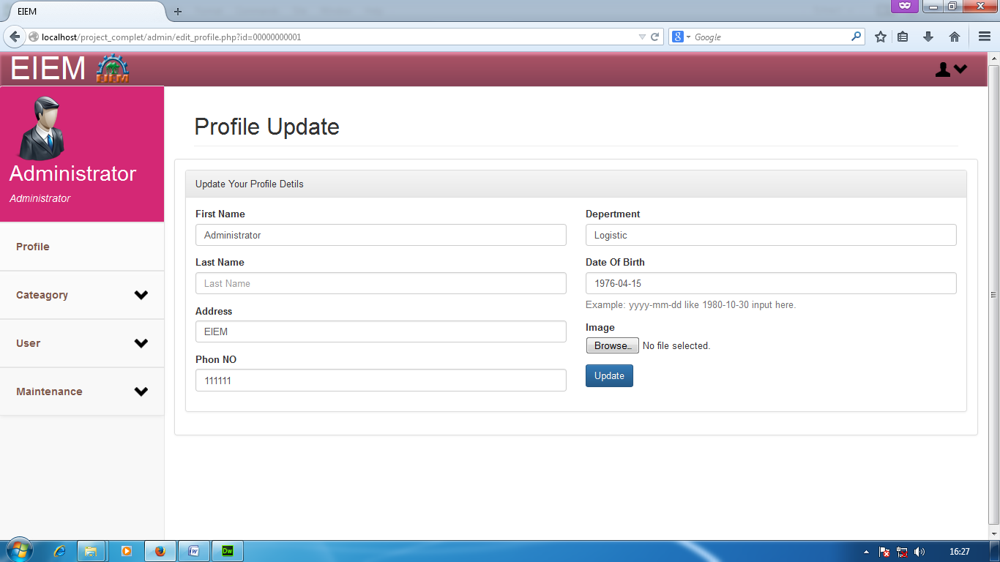 EIEM
localhost/project_complet/admin/edit_profile.php?id=00000000001
Google
EIEM
EIEM
Administrator
Administrator
Profile
Cateagory
User
Maintenance
Profile Update
Update Your Profile Detils
First Name
Administrator
Last Name
Last Name
Address
EIEM
Phon NO
111111
Depertment
Logistic
Date Of Birth
1976-04-15
Example: yyyy-mm-dd like 1980-10-30 input here.
Image
Browse… No file selected.
Update
Dw
16:27